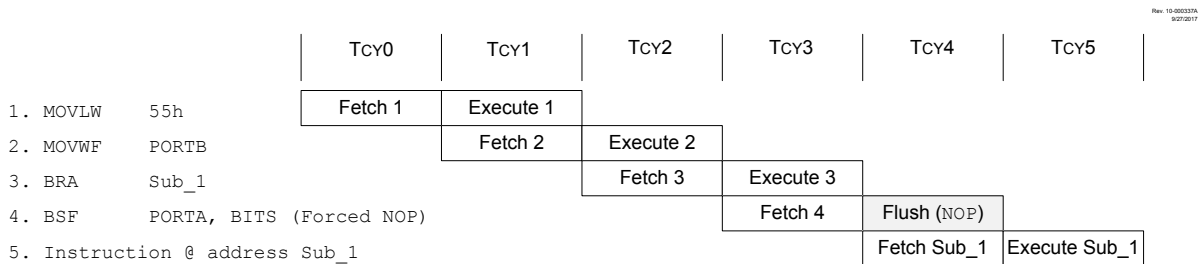 Rev. 10-000337A
9/27/2017
TCY0 TCY1 TCY2 TCY3 TCY4 TCY5
1. MOVLW 55h Fetch 1 Execute 1
2. MOVWF PORTB Fetch 2 Execute 2
3. BRA Sub_1 Fetch 3 Execute 3
4. BSF PORTA, BITS (Forced NOP) Fetch 4 Flush (NOP)
5. Instruction @ address Sub_1 Fetch Sub_1 Execute Sub_1